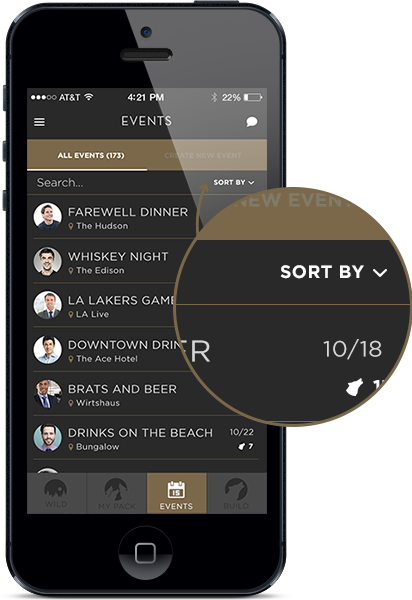 AT&T 4:21 PM 22%
EVENTS
ALL EVENTS (173) CREATE NEW EVENT
Search... SORT BY
FAREWELL DINNER
The Hudson
WHISKEY NIGHT
The Edison
LA LAKERS GAME
LA Live
DOWNTOWN DRIN
The Ace Hotel
BRATS AND BEER
Wirtshaus
DRINKS ON THE BEACH 10/22
Bungalow 7
WILD MY PACK 15 EVENTS BUILD
NEW EVENT
SORT BY
ER 10/18